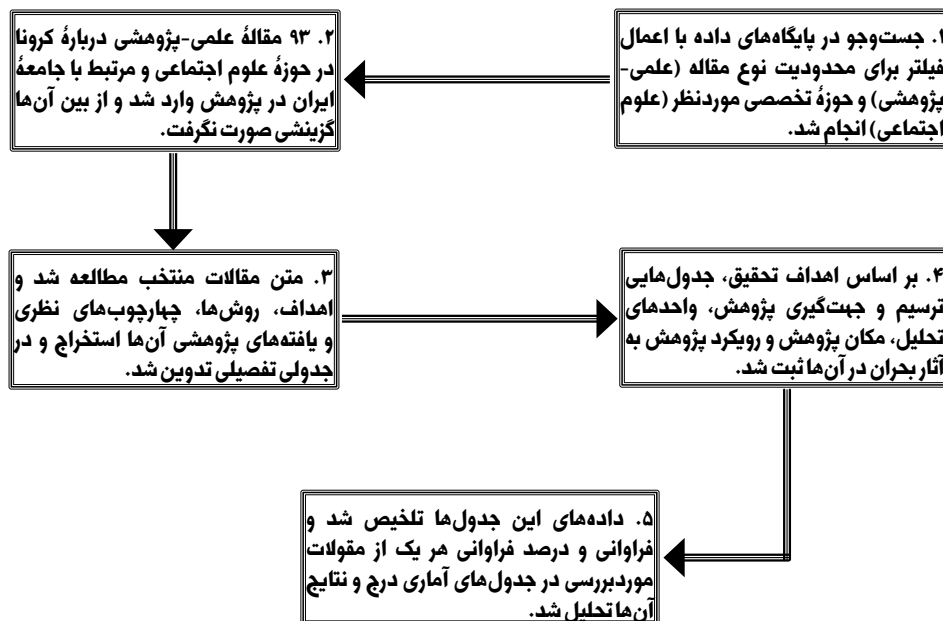 ۱. جست‌وجو در پایگاه‌های داده با اعمال
فیلتر برای محدودیت نوع مقاله (علمی-
پژوهشی) و حوزهٔ تخصصی موردنظر (علوم
اجتماعی) انجام شد.
۲. ۹۳ مقالهٔ علمی-پژوهشی دربارهٔ کرونا
در حوزهٔ علوم اجتماعی و مرتبط با جامعهٔ
ایران در پژوهش وارد شد و از بین آن‌ها
گزینشی صورت نگرفت.
۳. متن مقالات منتخب مطالعه شد و
اهداف، روش‌ها، چهارچوب‌های نظری
و یافته‌های پژوهشی آن‌ها استخراج و در
جدولی تفصیلی تدوین شد.
۴. بر اساس اهداف تحقیق، جدول‌هایی
ترسیم و جهت‌گیری پژوهش، واحدهای
تحلیل، مکان پژوهش و رویکرد پژوهش به
آثار بحران در آن‌ها ثبت شد.
۵. داده‌های این جدول‌ها تلخیص شد و
فراوانی و درصد فراوانی هر یک از مقولات
موردبررسی در جدول‌های آماری درج و نتایج
آن‌ها تحلیل شد.